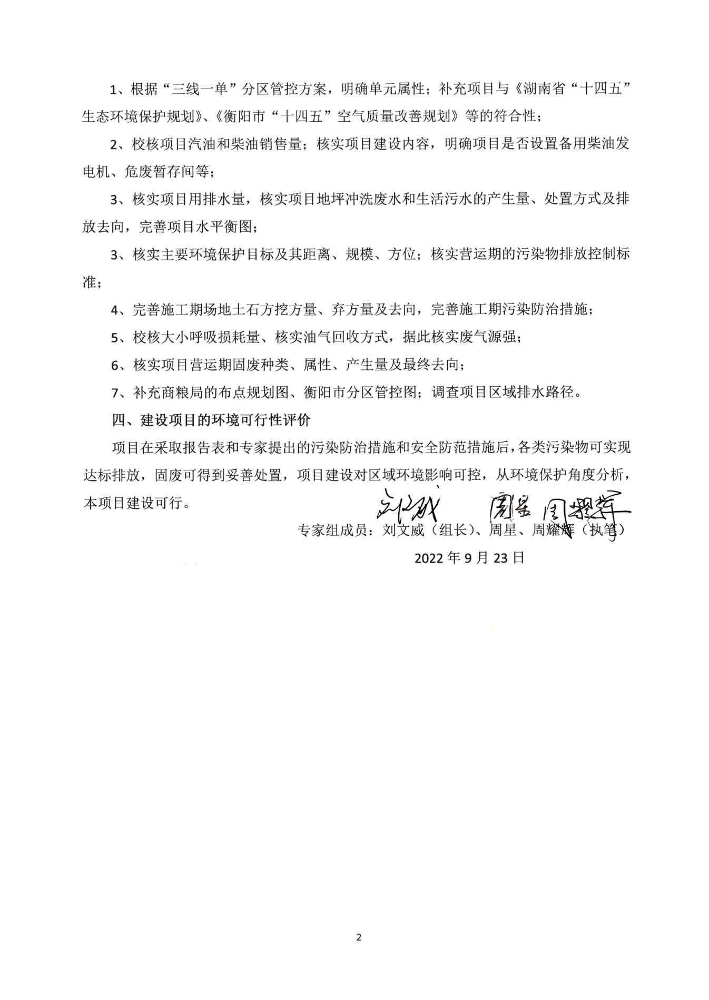 1、根据“三线一单”分区管控方案，明确单元属性；补充项目与《湖南省“十四五”
生态环境保护规划》、《衡阳市“十四五”空气质量改善规划》等的符合性；
2、校核项目汽油和柴油销售量；核实项目建设内容，明确项目是否设置备用柴油发
电机、危废暂存间等；
3、核实项目用排水量，核实项目地坪冲洗废水和生活污水的产生量、处置方式及排
放去向，完善项目水平衡图；
3、核实主要环境保护目标及其距离、规模、方位；核实营运期的污染物排放控制标
准；
4、完善施工期场地土石方挖方量、弃方量及去向，完善施工期污染防治措施；
5、校核大小呼吸损耗量、核实油气回收方式，据此核实废气源强；
6、核实项目营运期固废种类、属性、产生量及最终去向；
7、补充商粮局的布点规划图、衡阳市分区管控图；调查项目区域排水路径。
四、建设项目的环境可行性评价
项目在采取报告表和专家提出的污染防治措施和安全防范措施后，各类污染物可实现
达标排放，固废可得到妥善处置，项目建设对区域环境影响可控，从环境保护角度分析，
本项目建设可行。
刘文威 周星 周耀辉
专家组成员：刘文威（组长）、周星、周耀辉（执笔）
2022 年 9 月 23 日
2